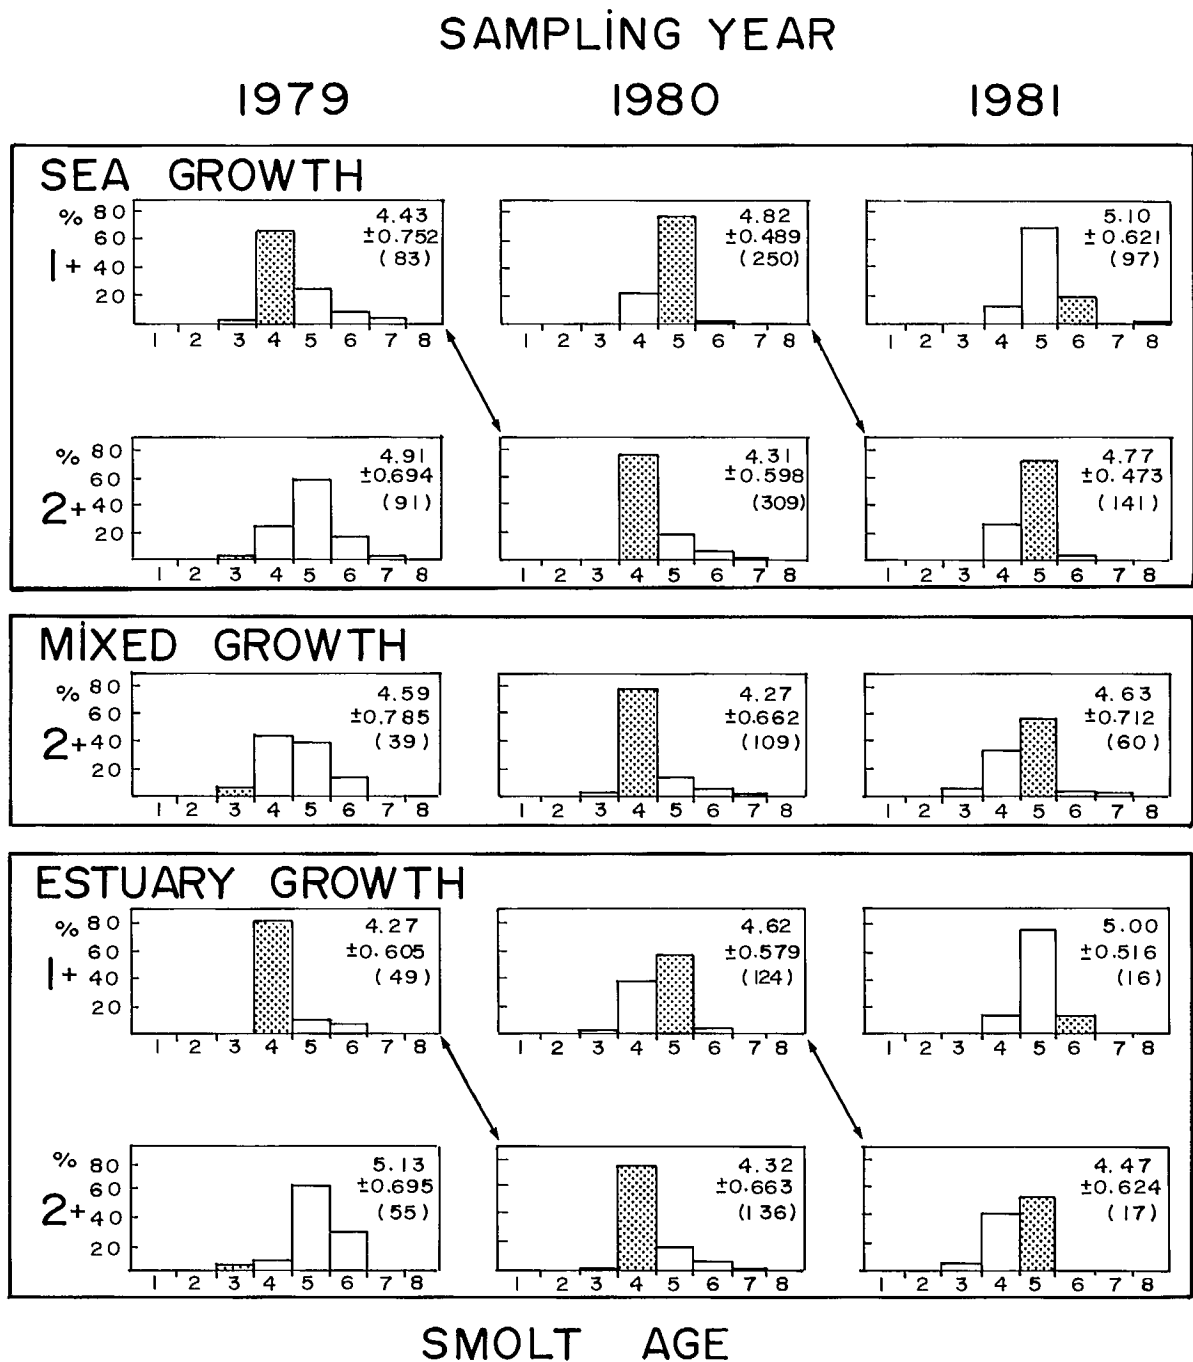 SAMPLING YEAR
1979 1980 1981
SEA GROWTH
% 80 60 40 20
1+
4.43 ±0.752 (83)
1 2 3 4 5 6 7 8
4.82 ±0.489 (250)
1 2 3 4 5 6 7 8
5.10 ±0.621 (97)
1 2 3 4 5 6 7 8
% 80 60 40 20
2+
4.91 ±0.694 (91)
1 2 3 4 5 6 7 8
4.31 ±0.598 (309)
1 2 3 4 5 6 7 8
4.77 ±0.473 (141)
1 2 3 4 5 6 7 8
MIXED GROWTH
% 80 60 40 20
2+
4.59 ±0.785 (39)
1 2 3 4 5 6 7 8
4.27 ±0.662 (109)
1 2 3 4 5 6 7 8
4.63 ±0.712 (60)
1 2 3 4 5 6 7 8
ESTUARY GROWTH
% 80 60 40 20
1+
4.27 ±0.605 (49)
1 2 3 4 5 6 7 8
4.62 ±0.579 (124)
1 2 3 4 5 6 7 8
5.00 ±0.516 (16)
1 2 3 4 5 6 7 8
% 80 60 40 20
2+
5.13 ±0.695 (55)
1 2 3 4 5 6 7 8
4.32 ±0.663 (136)
1 2 3 4 5 6 7 8
4.47 ±0.624 (17)
1 2 3 4 5 6 7 8
SMOLT AGE